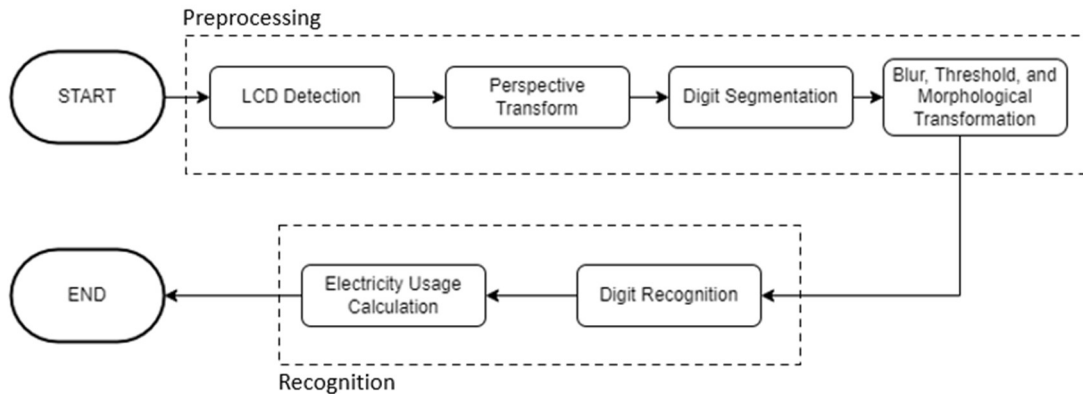 Preprocessing
START
LCD Detection
Perspective
Transform
Digit Segmentation
Blur, Threshold, and
Morphological
Transformation
END
Electricity Usage
Calculation
Digit Recognition
Recognition